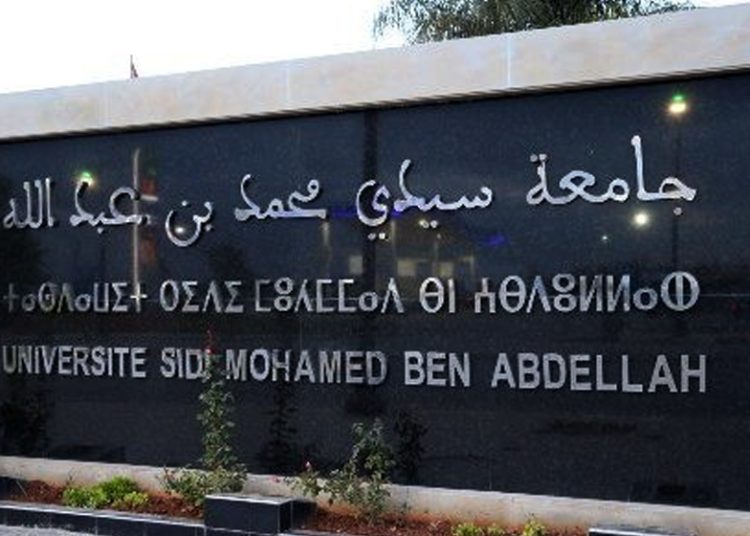 جامعة سيدي محمد بن عبد الله
ⵜⴰⵙⴷⴰⵡⵉⵜ ⵙⵉⴷⵉ ⵎⵓⵃⵎⵎⴰⴷ ⴱⵏ ⵄⴱⴷⵓⵍⵍⴰⵀ
UNIVERSITE SIDI MOHAMED BEN ABDELLAH